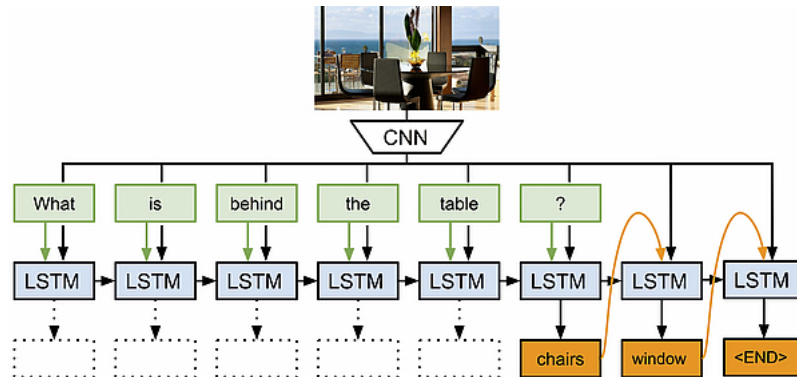 CNN
What is behind the table ?
LSTM LSTM LSTM LSTM LSTM LSTM LSTM LSTM
chairs window <END>